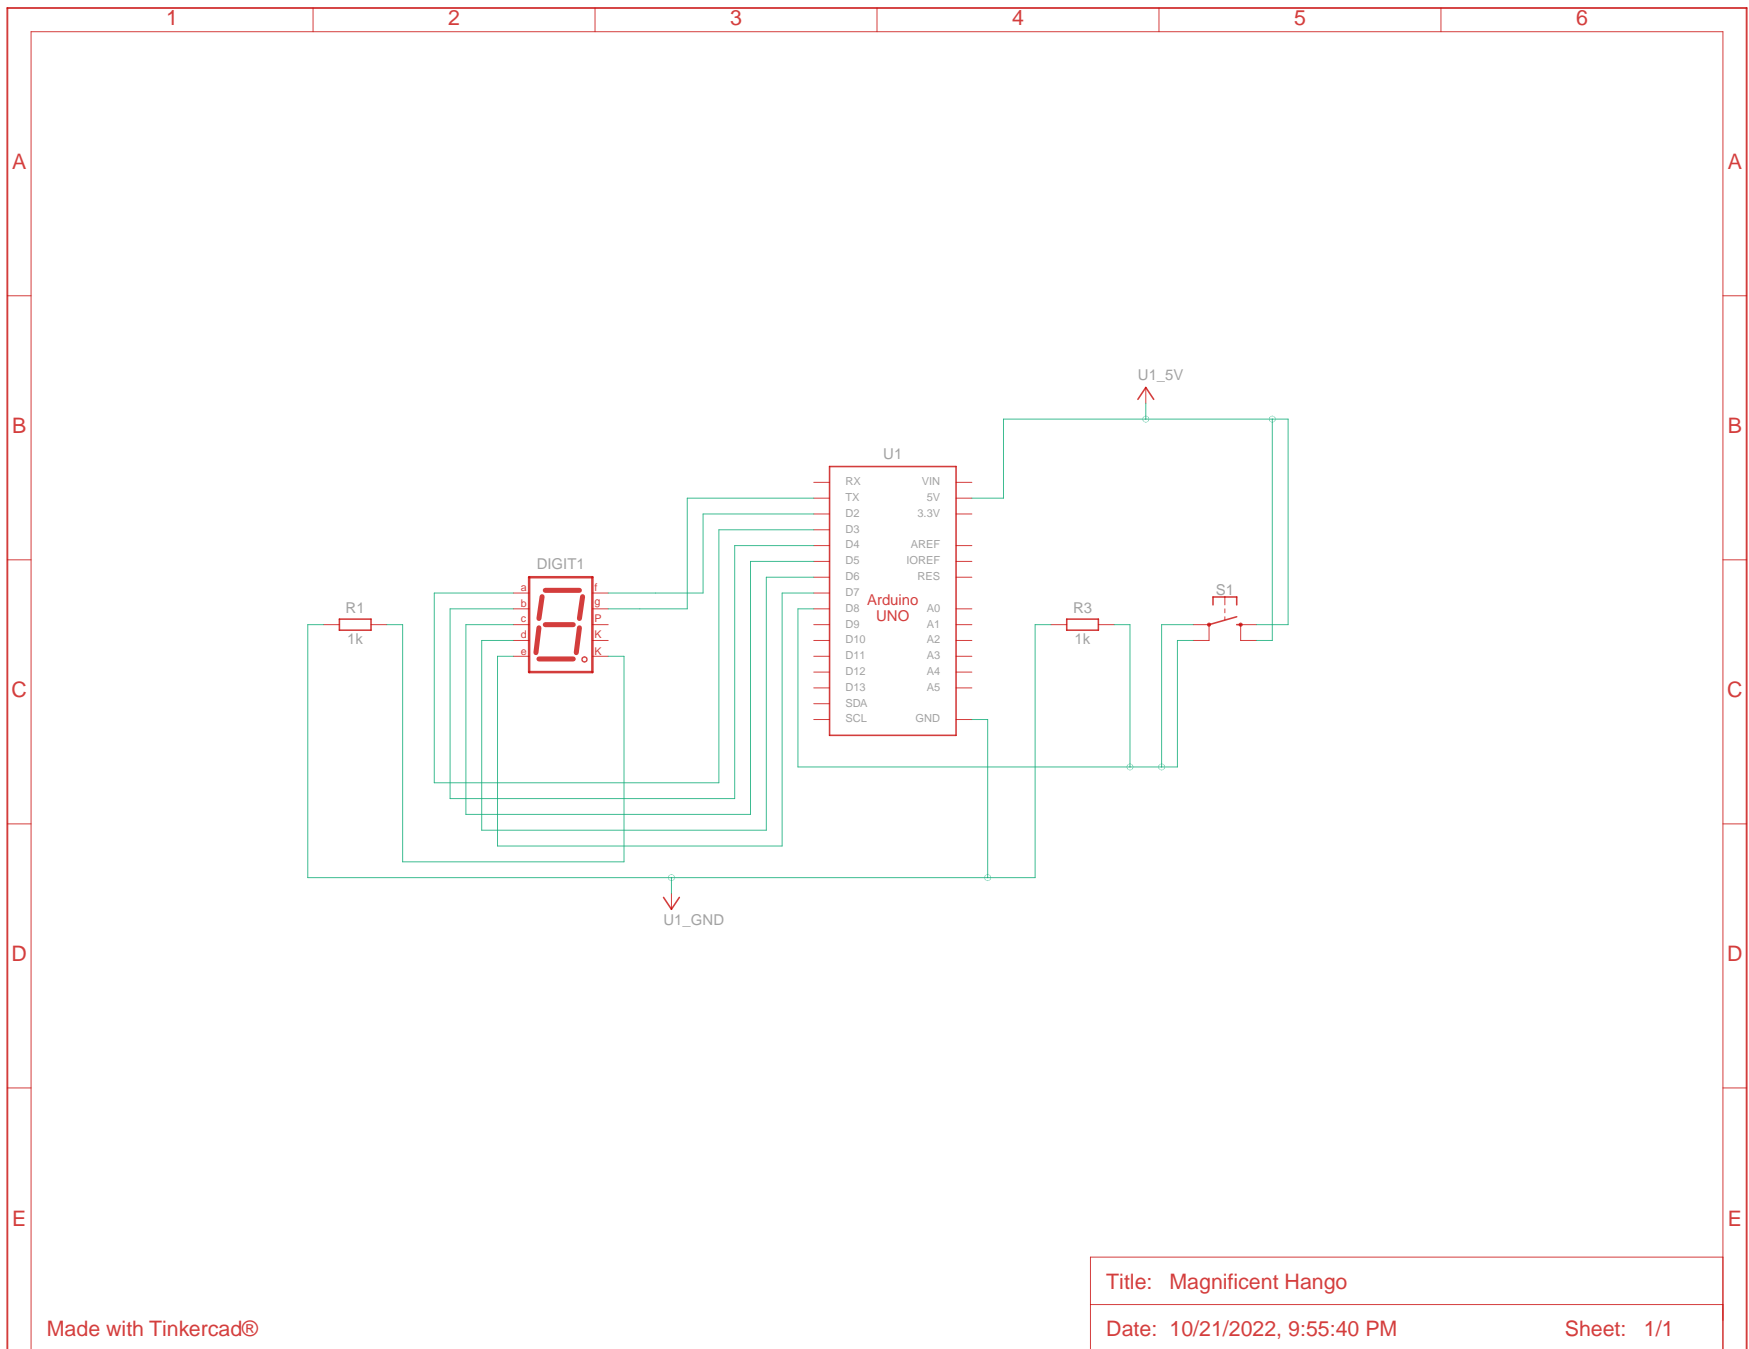 1 2 3 4 5 6
A A
U1_5V
B B
U1
RX VIN
TX 5V
D2 3.3V
D3
D4 AREF
D5 IOREF
D6 RES
D7
D8 A0
D9 A1
D10 A2
D11 A3
D12 A4
D13 A5
SDA
SCL GND
Arduino
UNO
DIGIT1
a f
b g
c P
d K
e K
R1
1k
R3
1k
S1
C C
U1_GND
D D
E E
Title: Magnificent Hango
Made with Tinkercad®
Date: 10/21/2022, 9:55:40 PM Sheet: 1/1